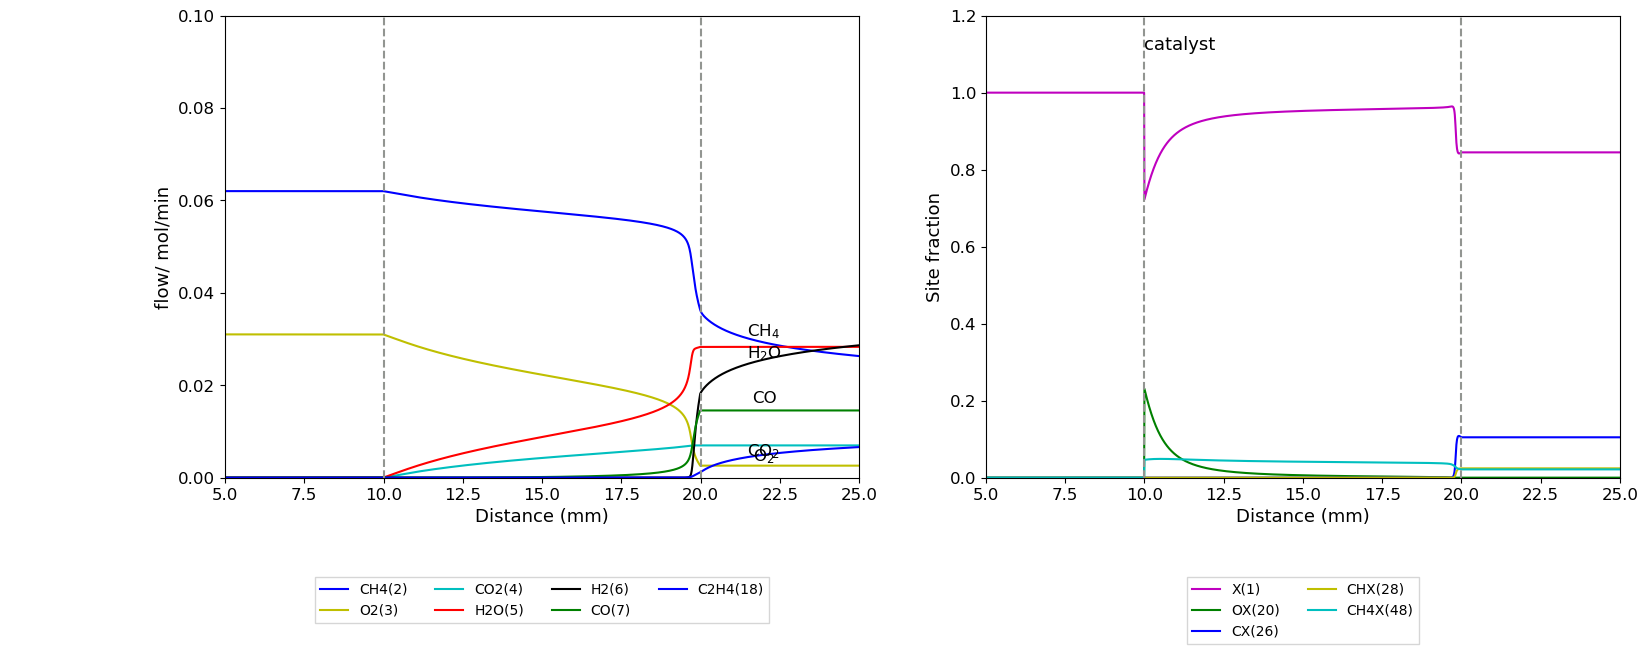 0.10
0.08
0.06
0.04
0.02
0.00
flow/ mol/min
CH₄
H₂O
CO
CO₂
O₂
5.0 7.5 10.0 12.5 15.0 17.5 20.0 22.5 25.0
Distance (mm)
CH4(2) CO2(4) H2(6) C2H4(18)
O2(3) H2O(5) CO(7)
catalyst
1.2
1.0
0.8
0.6
0.4
0.2
0.0
Site fraction
5.0 7.5 10.0 12.5 15.0 17.5 20.0 22.5 25.0
Distance (mm)
X(1) CHX(28)
OX(20) CH4X(48)
CX(26)